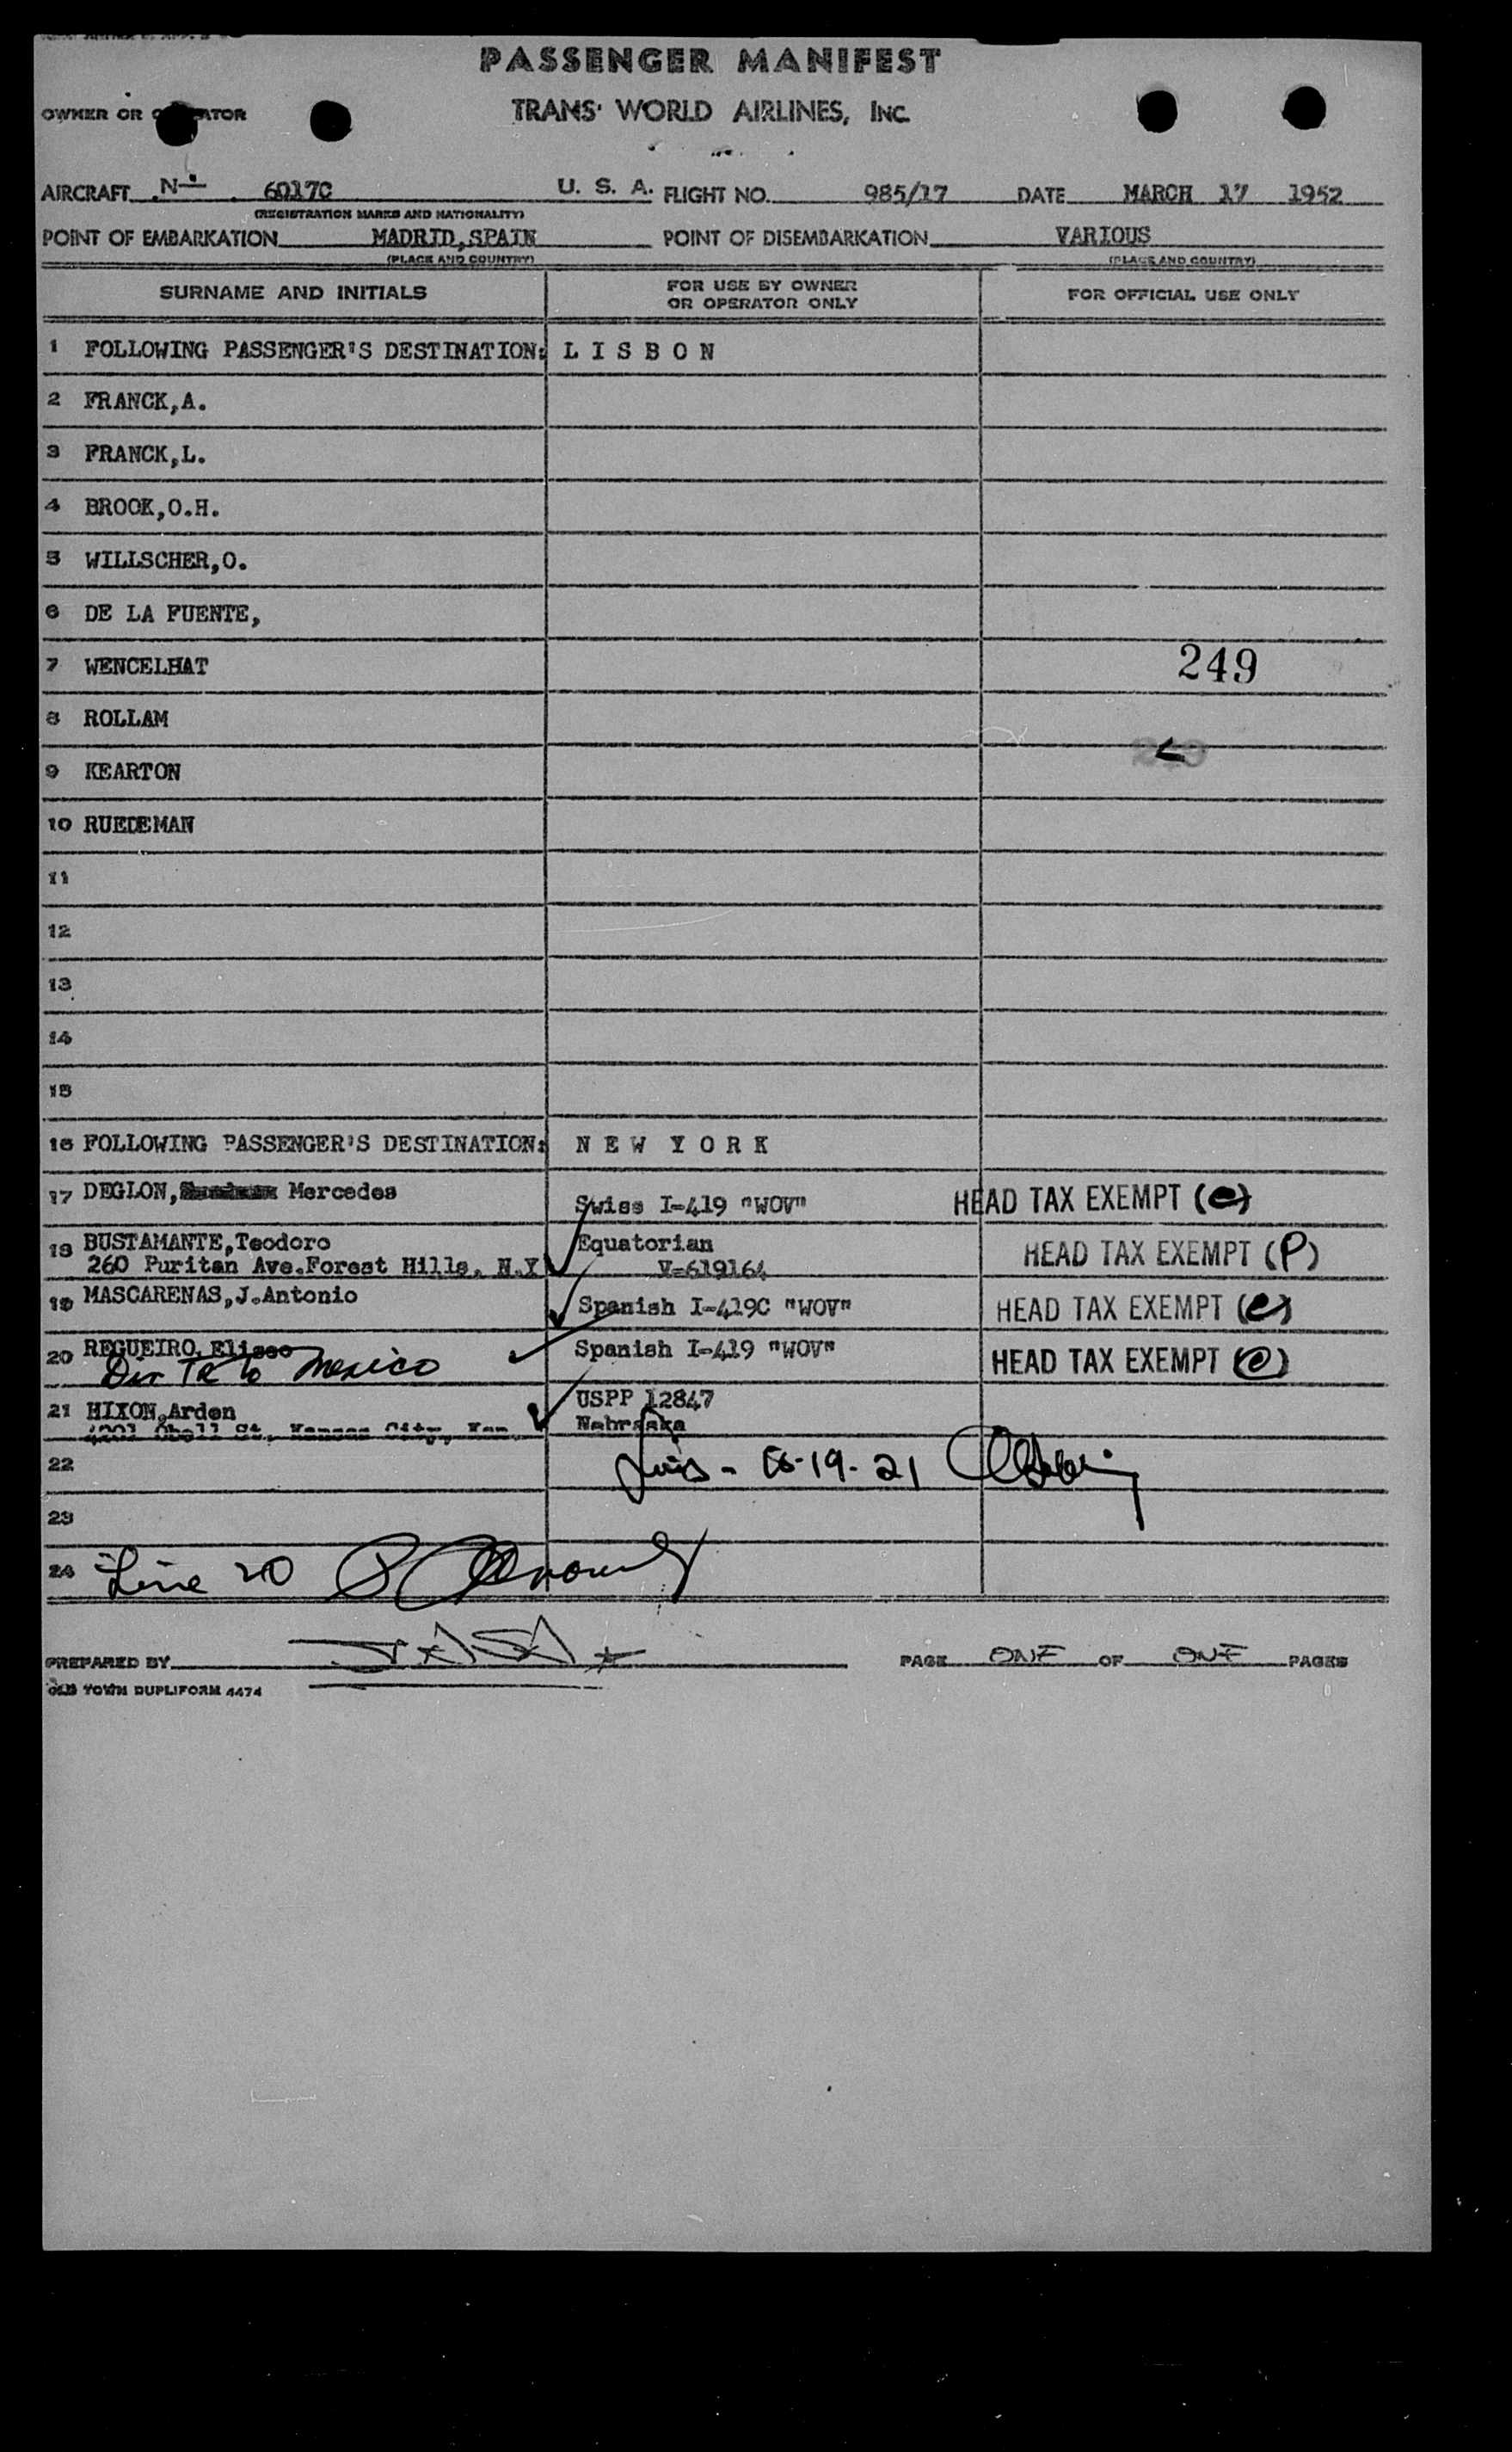 PASSENGER MANIFEST
OWNER OR OPERATOR TRANS WORLD AIRLINES, INC.
AIRCRAFT N- 6017C U. S. A. FLIGHT NO. 985/17 DATE MARCH 17 1952
(REGISTRATION MARKS AND NATIONALITY)
POINT OF EMBARKATION MADRID,SPAIN POINT OF DISEMBARKATION VARIOUS
(PLACE AND COUNTRY) (PLACE AND COUNTRY)
SURNAME AND INITIALS FOR USE BY OWNER OR OPERATOR ONLY FOR OFFICIAL USE ONLY
1 FOLLOWING PASSENGER'S DESTINATION: L I S B O N
2 FRANCK,A.
3 FRANCK,L.
4 BROOK,O.H.
5 WILLSCHER,O.
6 DE LA FUENTE,
7 WENCELHAT 249
8 ROLLAM
9 KEARTON
10 RUEDEMAN
11
12
13
14
15
16 FOLLOWING PASSENGER'S DESTINATION: N E W Y O R K
17 DEGLON, Mercedes Swiss I-419 "WOV" HEAD TAX EXEMPT (e)
18 BUSTAMANTE,Teodoro Equatorian HEAD TAX EXEMPT (P)
260 Puritan Ave.Forest Hills, N.Y V-619164
19 MASCARENAS,J.Antonio Spanish I-419C "WOV" HEAD TAX EXEMPT (e)
20 REGUEIRO, Eliseo Spanish I-419 "WOV" HEAD TAX EXEMPT (e)
Dir TR to Mexico
21 HIXON,Arden USPP 12847
4201 St., Kansas City, Kan. Nebraska
22 19-21
23
24 Line 20
PREPARED BY PAGE ONE OF ONE PAGES
OLD TOWN DUPLIFORM 4474